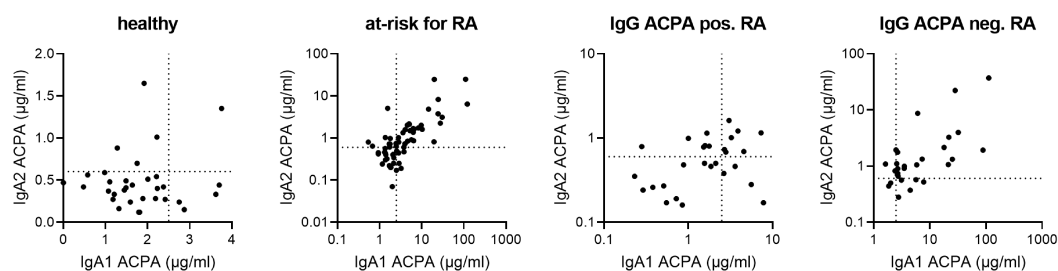 healthy
at-risk for RA
IgG ACPA pos. RA
IgG ACPA neg. RA
IgA2 ACPA (µg/ml)
2.0
1.5
1.0
0.5
0.0
0
1
2
3
4
IgA1 ACPA (µg/ml)
IgA2 ACPA (µg/ml)
100
10
1
0.1
0.01
0.1
1
10
100
1000
IgA1 ACPA (µg/ml)
IgA2 ACPA (µg/ml)
10
1
0.1
0.1
1
10
IgA1 ACPA (µg/ml)
IgA2 ACPA (µg/ml)
100
10
1
0.1
1
10
100
1000
IgA1 ACPA (µg/ml)